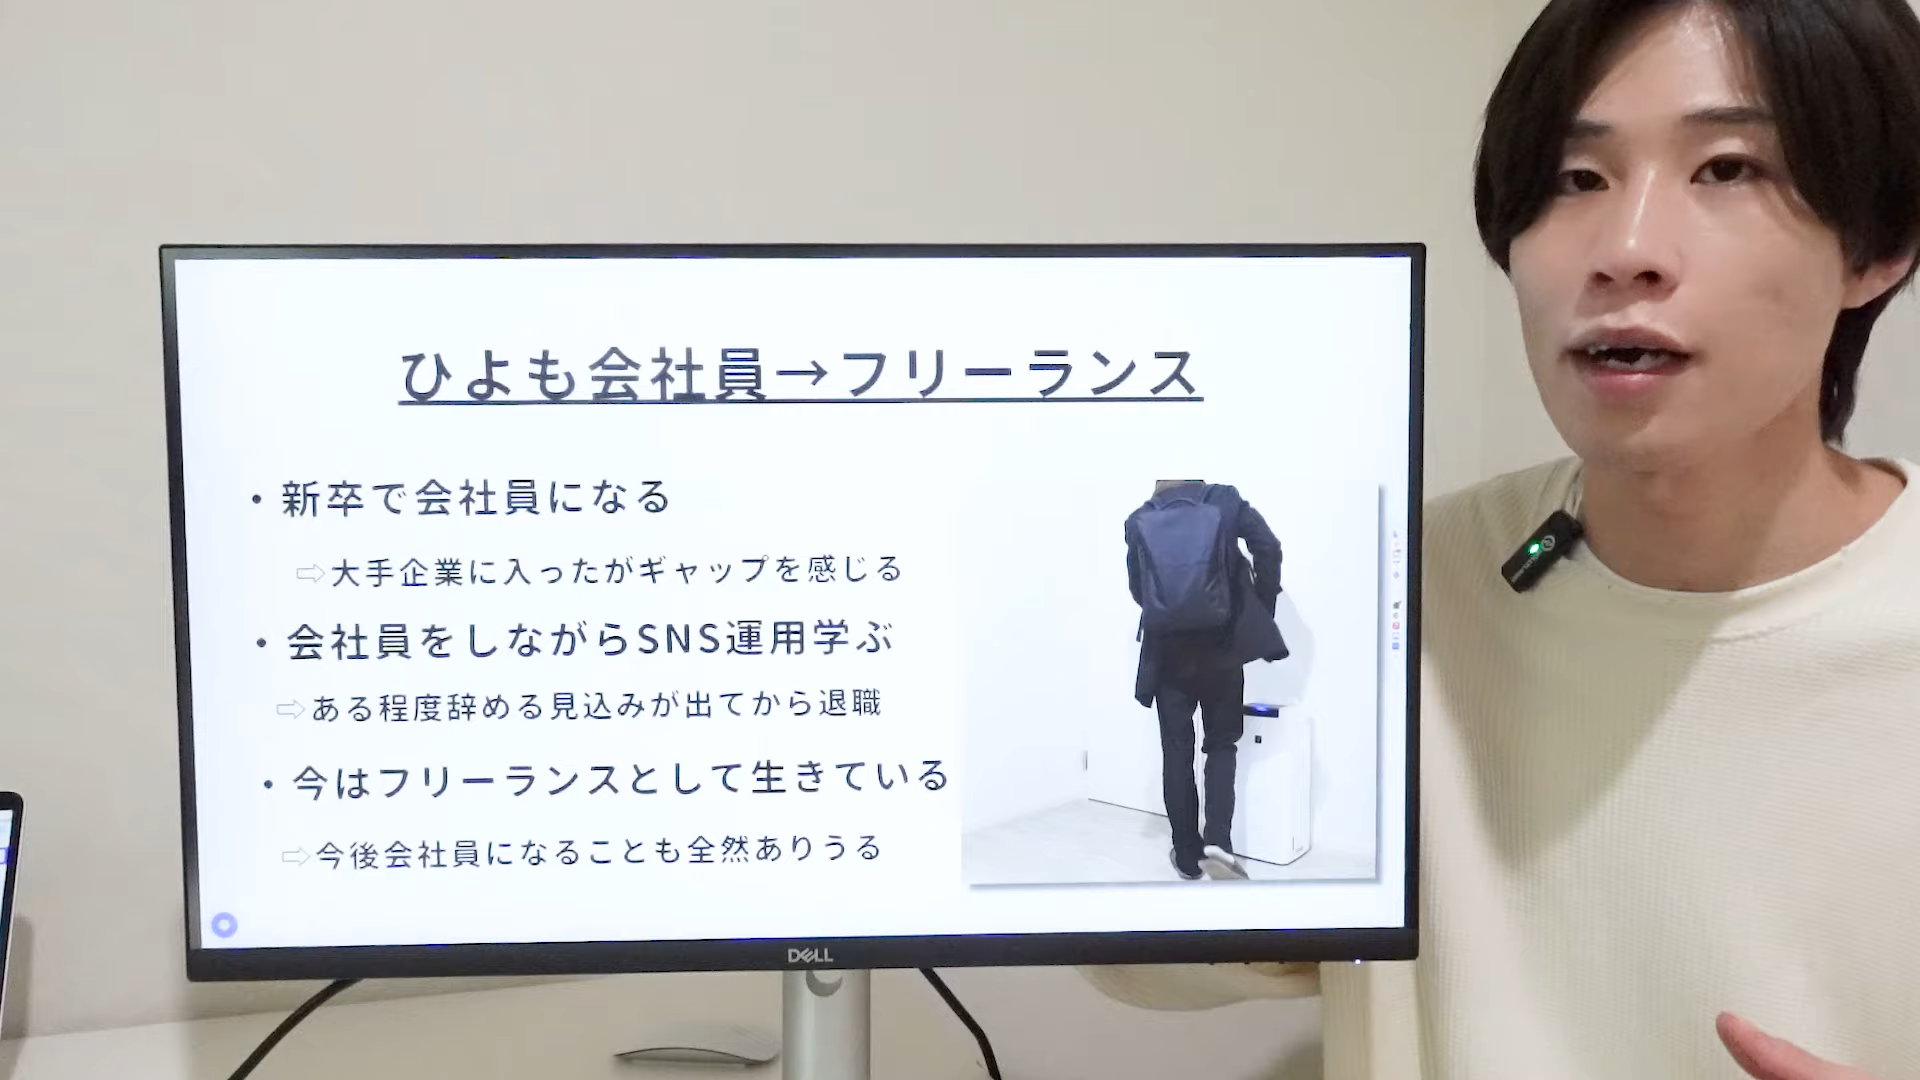 ひよも会社員→フリーランス
・新卒で会社員になる
⇨大手企業に入ったがギャップを感じる
・会社員をしながらSNS運用学ぶ
⇨ある程度辞める見込みが出てから退職
・今はフリーランスとして生きている
⇨今後会社員になることも全然ありうる
DELL